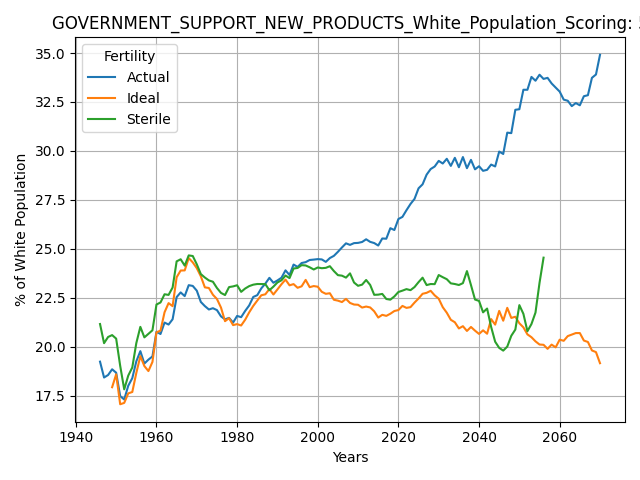 GOVERNMENT_SUPPORT_NEW_PRODUCTS_White_Population_Scoring:
Fertility
Actual
Ideal
Sterile
% of White Population
35.0
32.5
30.0
27.5
25.0
22.5
20.0
17.5
1940 1960 1980 2000 2020 2040 2060
Years